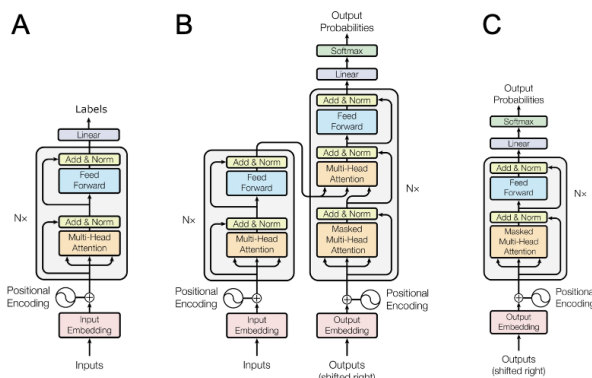 A
Labels
Linear
Add & Norm
Feed
Forward
Nx
Add & Norm
Multi-Head
Attention
Positional
Encoding
Input
Embedding
Inputs
B
Add & Norm
Feed
Forward
Nx
Add & Norm
Multi-Head
Attention
Positional
Encoding
Input
Embedding
Inputs
Output
Probabilities
Softmax
Linear
Add & Norm
Feed
Forward
Add & Norm
Multi-Head
Attention
Nx
Add & Norm
Masked
Multi-Head
Attention
Positional
Encoding
Output
Embedding
Outputs
(shifted right)
C
Output
Probabilities
Softmax
Linear
Add & Norm
Feed
Forward
Nx
Add & Norm
Masked
Multi-Head
Attention
Positional
Encoding
Output
Embedding
Outputs
(shifted right)